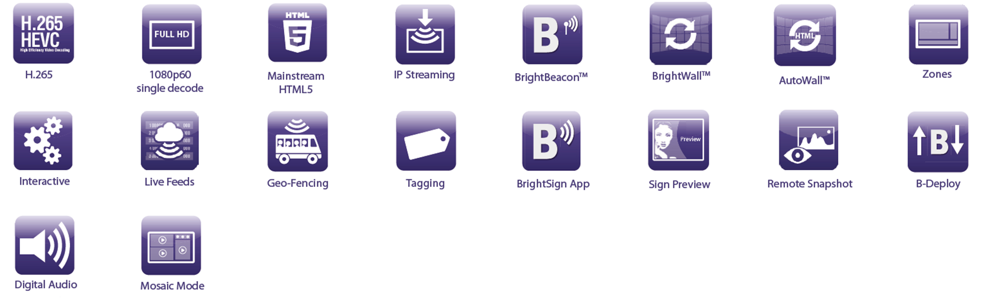 H.265
HEVC
High Efficiency Video Decoding
H.265
FULL HD
1080p60
single decode
HTML
5
Mainstream
HTML5
IP Streaming
B
BrightBeacon™
BrightWall™
HTML
AutoWall™
Zones
Interactive
Live Feeds
Geo-Fencing
Tagging
B
BrightSign App
Preview
Sign Preview
Remote Snapshot
B
B-Deploy
Digital Audio
Mosaic Mode